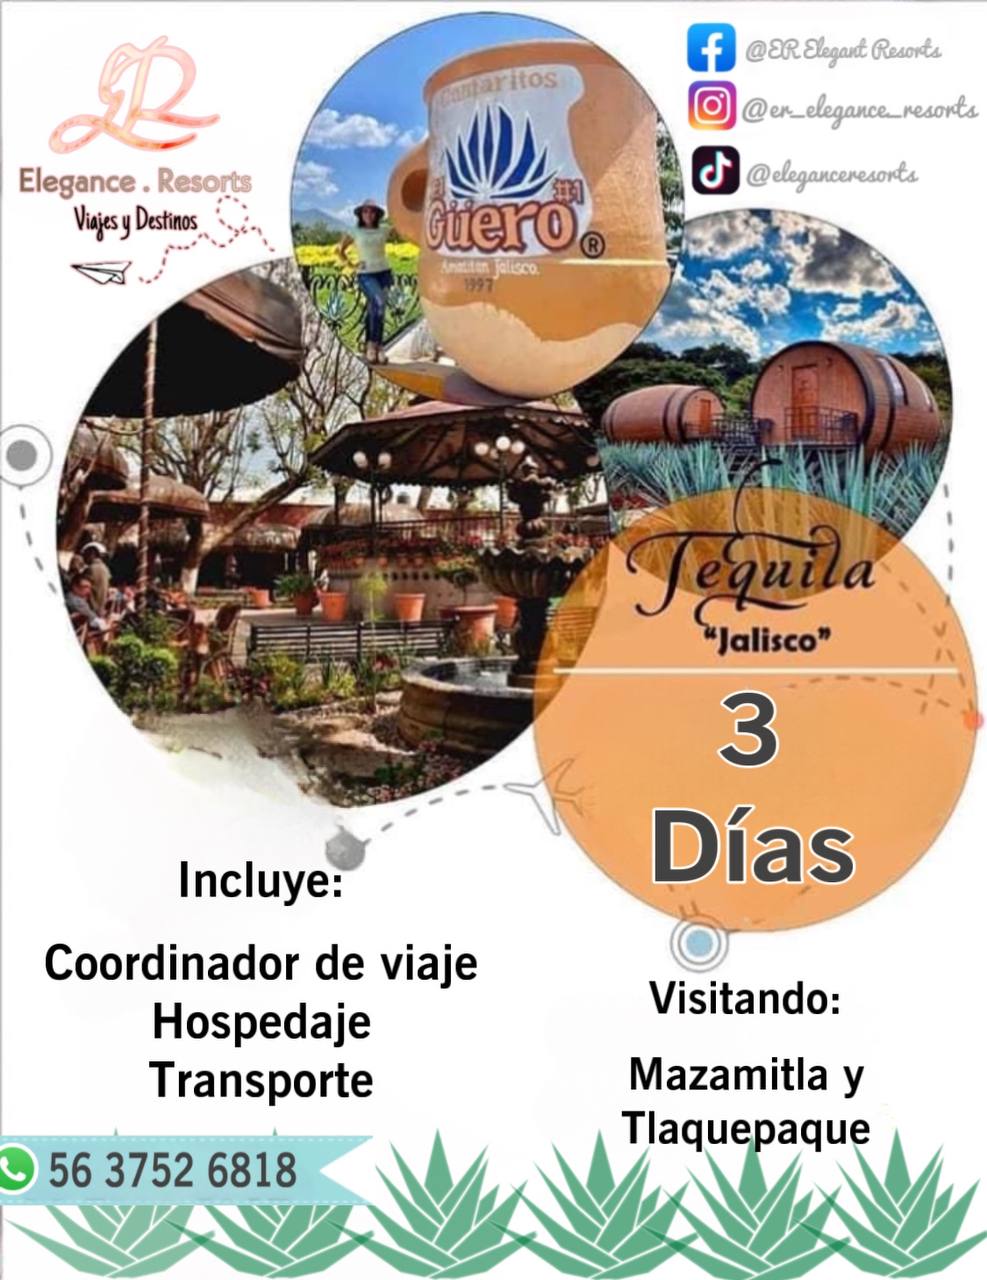 Elegance . Resorts
Viajes y Destinos
@ER Elegant Resorts
@er_elegance_resorts
@eleganceresorts
Cantaritos
el
Güero #1 ®
Amatitan Jalisco.
1997
Tequila
"Jalisco"
3
Días
Incluye:
Coordinador de viaje
Hospedaje
Transporte
Visitando:
Mazamitla y
Tlaquepaque
56 3752 6818